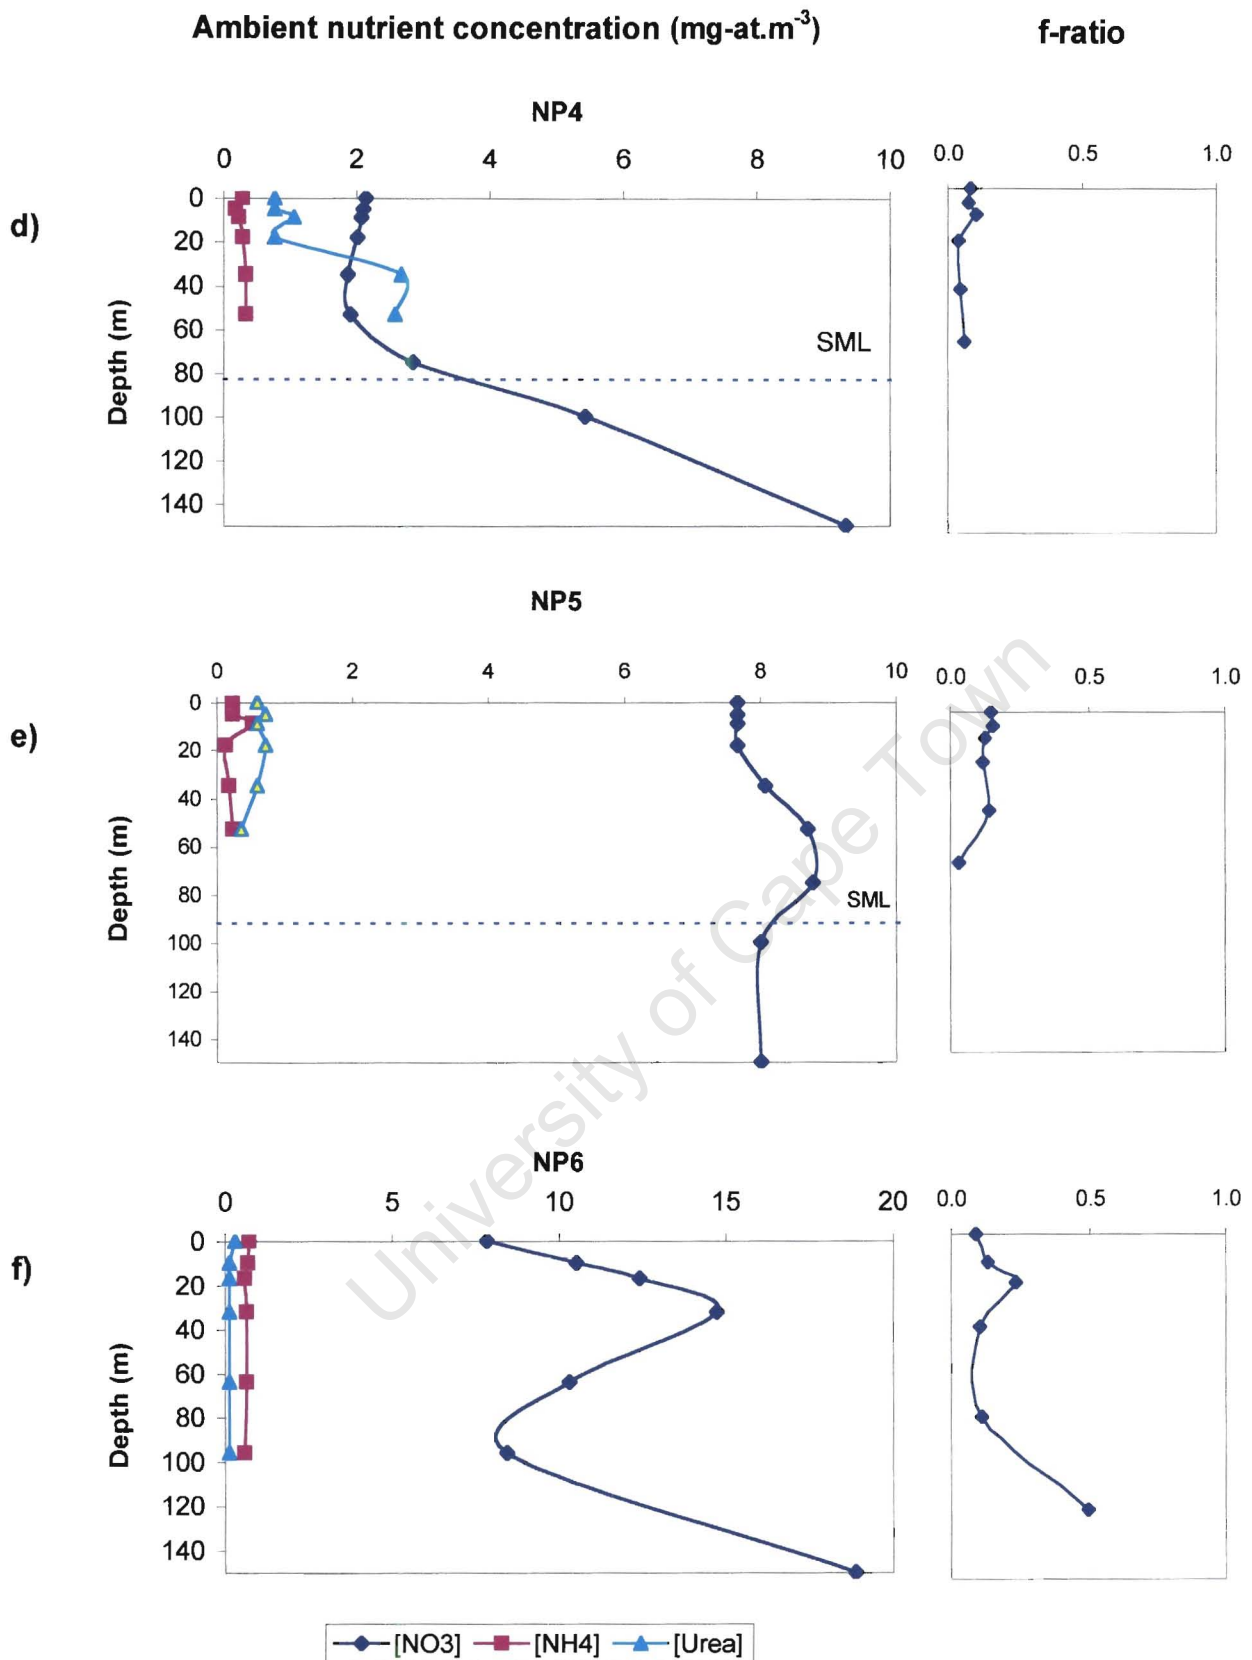 Ambient nutrient concentration (mg-at.m-3) f-ratio
NP4
0 2 4 6 8 10 0.0 0.5 1.0
d)
Depth (m)
0
20
40
60
80
100
120
140
SML
NP5
0 2 4 6 8 10 0.0 0.5 1.0
e)
Depth (m)
0
20
40
60
80
100
120
140
SML
NP6
0 5 10 15 20 0.0 0.5 1.0
f)
Depth (m)
0
20
40
60
80
100
120
140
[NO3] [NH4] [Urea]
University of Cape Town